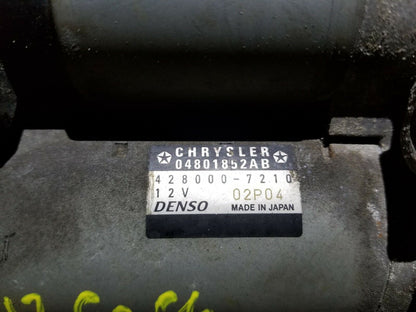 CHRYSLER
04801852AB
428000-7210
12V 02P04
DENSO MADE IN JAPAN